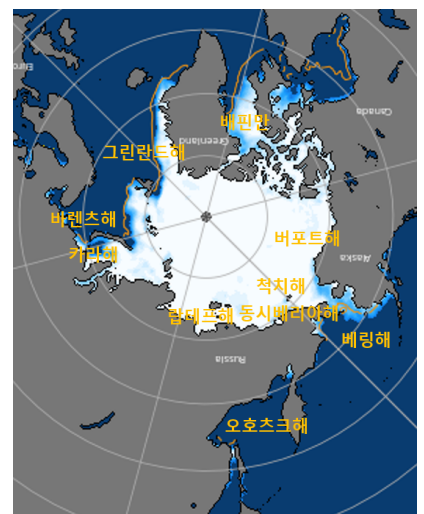 Europe
Canada
배핀만
Greenland
그린란드해
바렌츠해
버포트해
카라해
Alaska
척치해
랍테프해 동시베리아해
베링해
Russia
오호츠크해